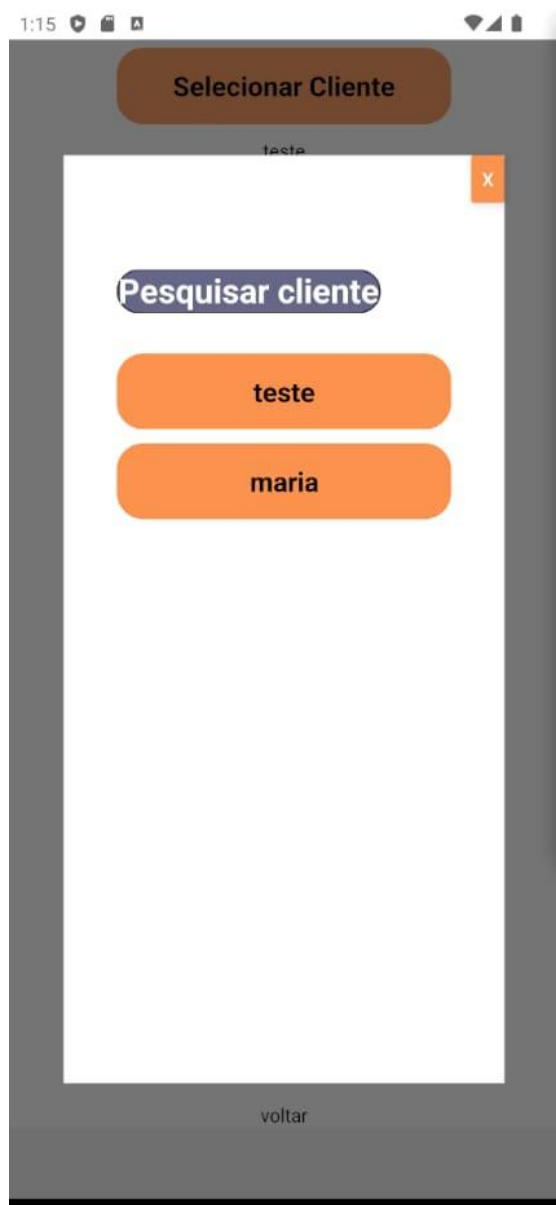 1:15
Selecionar Cliente
teste
X
Pesquisar cliente
teste
maria
voltar